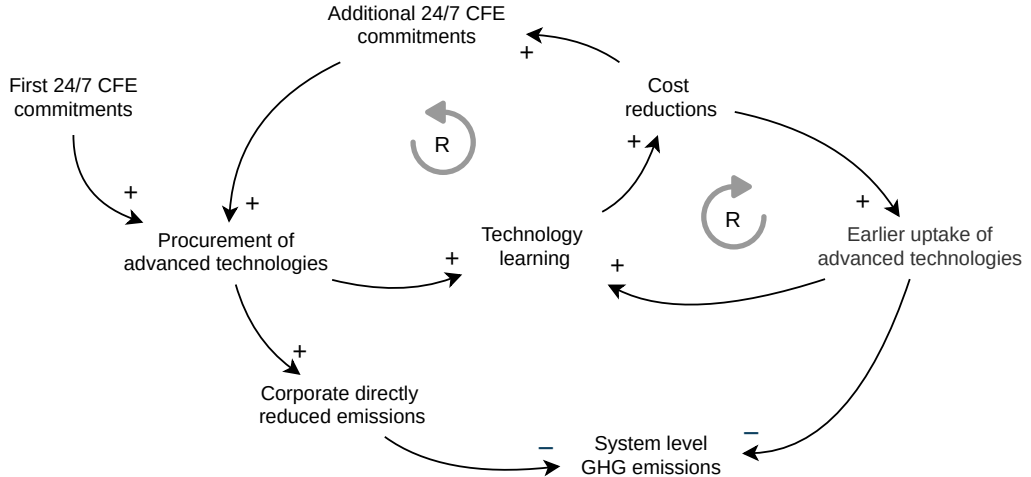 Additional 24/7 CFE
commitments
+
First 24/7 CFE
commitments
Cost
reductions
+
R
+
+
+
+
R
Procurement of
advanced technologies
Technology
learning
Earlier uptake of
advanced technologies
+
+
+
Corporate directly
reduced emissions
–
–
System level
GHG emissions